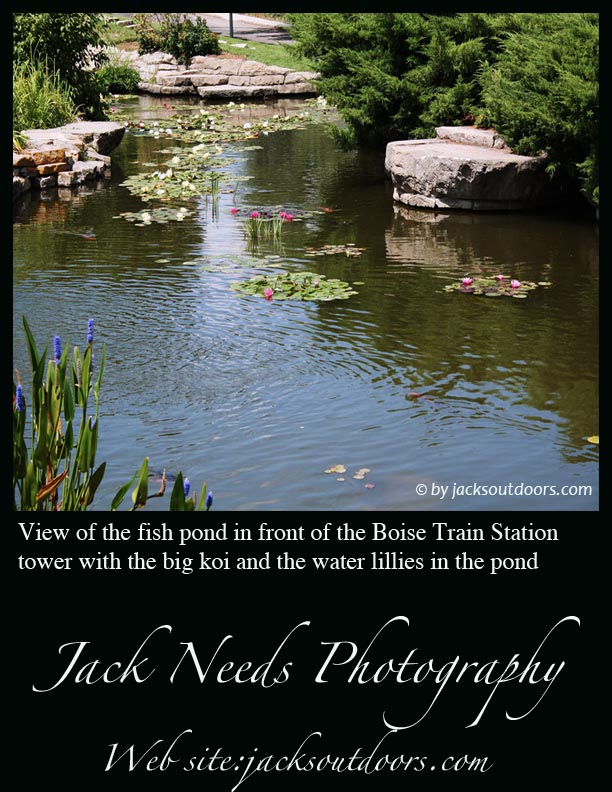 © by jacksoutdoors.com
View of the fish pond in front of the Boise Train Station
tower with the big koi and the water lillies in the pond
Jack Needs Photography
Web site:jacksoutdoors.com